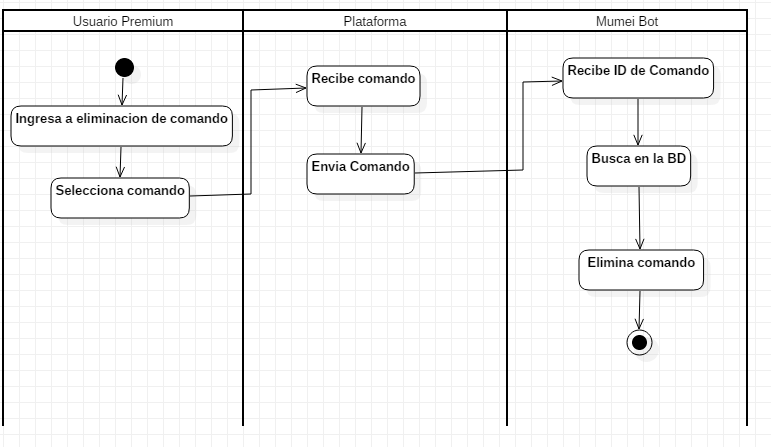 Usuario Premium
Plataforma
Mumei Bot
Ingresa a eliminacion de comando
Selecciona comando
Recibe comando
Envia Comando
Recibe ID de Comando
Busca en la BD
Elimina comando